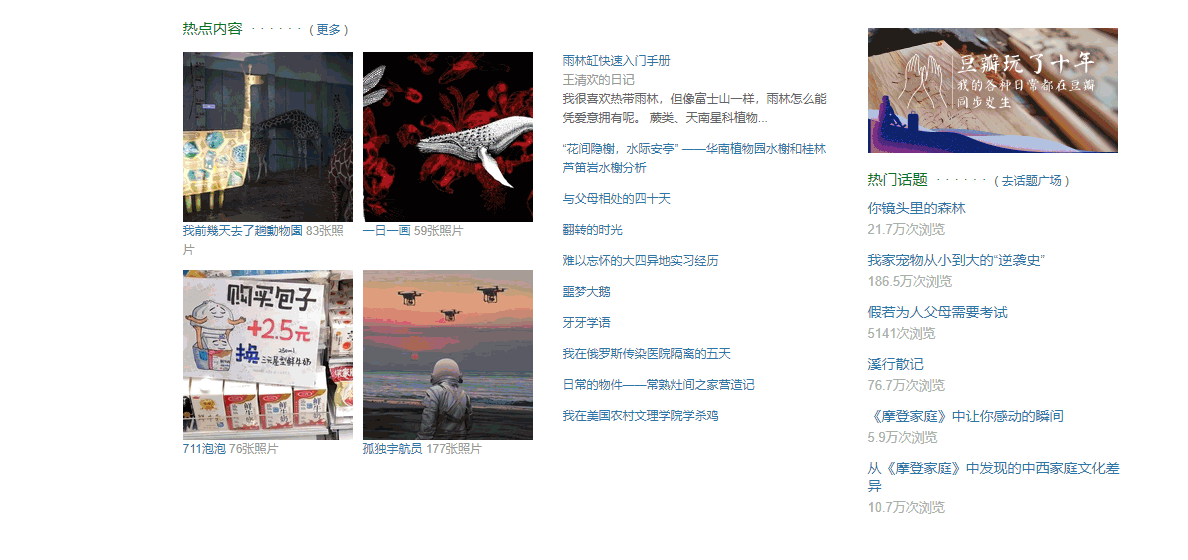 热点内容 · · · · · · ( 更多 )
我前幾天去了趟動物園 83张照
片
一日一画 59张照片
购买包子
+2.5元
换 三元基型鲜牛奶
250ml
鲜牛奶
鲜牛奶
711泡泡 76张照片
孤独宇航员 177张照片
雨林缸快速入门手册
王清欢的日记
我很喜欢热带雨林，但像富士山一样，雨林怎么能
凭爱意拥有呢。 蕨类、天南星科植物...
“花间隐榭，水际安亭” ——华南植物园水榭和桂林
芦笛岩水榭分析
与父母相处的四十天
翻转的时光
难以忘怀的大四异地实习经历
噩梦大鹅
牙牙学语
我在俄罗斯传染医院隔离的五天
日常的物件——常熟灶间之家营造记
我在美国农村文理学院学杀鸡
豆瓣玩了十年
我的各种日常都在豆瓣
同步发生
热门话题 · · · · · · ( 去话题广场 )
你镜头里的森林
21.7万次浏览
我家宠物从小到大的“逆袭史”
186.5万次浏览
假若为人父母需要考试
5141次浏览
溪行散记
76.7万次浏览
《摩登家庭》中让你感动的瞬间
5.9万次浏览
从《摩登家庭》中发现的中西家庭文化差
异
10.7万次浏览